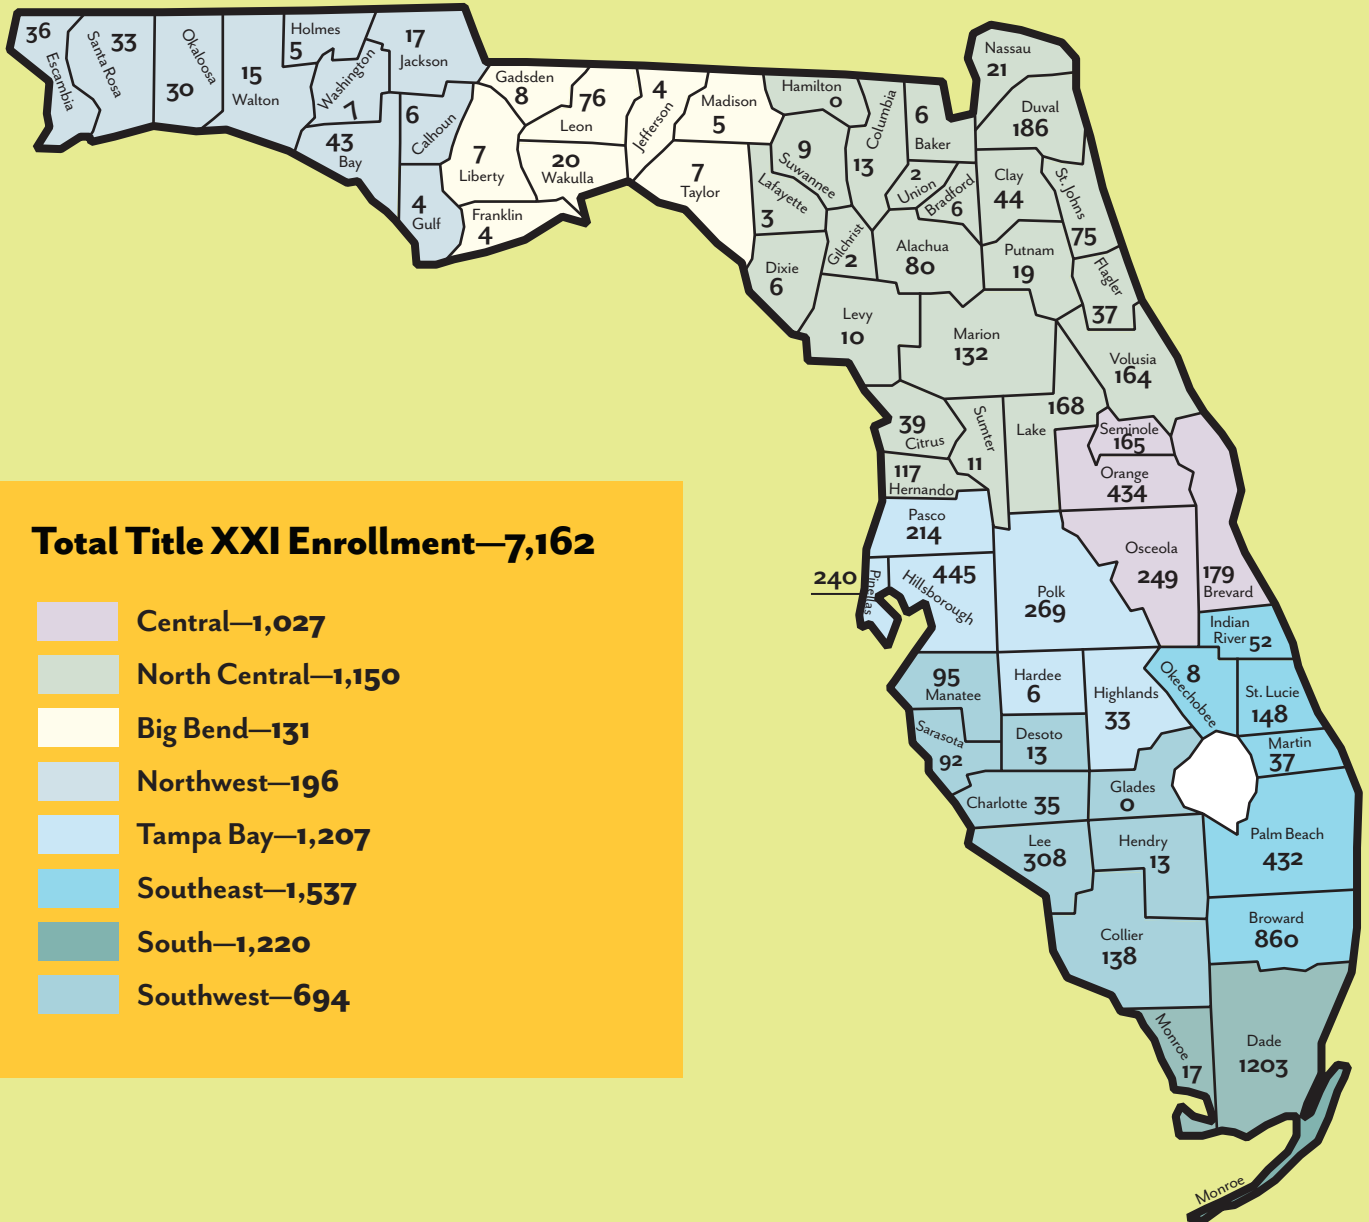 36
Escambia
Santa Rosa
33
Okaloosa
30
15
Walton
Holmes
5
Washington
7
17
Jackson
43
Bay
6
Calhoun
4
Gulf
Gadsden
8
76
Leon
4
Jefferson
Madison
5
7
Liberty
20
Wakulla
Franklin
4
7
Taylor
Hamilton
0
Columbia
13
6
Baker
Nassau
21
Duval
186
9
Suwannee
Lafayette
3
2
Union
Bradford
6
Clay
44
St. Johns
75
Gilchrist
2
Alachua
80
Putnam
19
Flagler
37
Dixie
6
Levy
10
Marion
132
Volusia
164
39
Citrus
Sumter
11
168
Lake
Seminole
165
Orange
434
117
Hernando
Pasco
214
240
Pinellas
445
Hillsborough
Polk
269
Osceola
249
179
Brevard
Indian
River 52
95
Manatee
Hardee
6
Highlands
33
8
Okeechobee
St. Lucie
148
Sarasota
92
Desoto
13
Martin
37
Charlotte 35
Glades
0
Lee
308
Hendry
13
Palm Beach
432
Collier
138
Broward
860
Monroe
17
Dade
1203
Monroe
Total Title XXI Enrollment—7,162
Central—1,027
North Central—1,150
Big Bend—131
Northwest—196
Tampa Bay—1,207
Southeast—1,537
South—1,220
Southwest—694